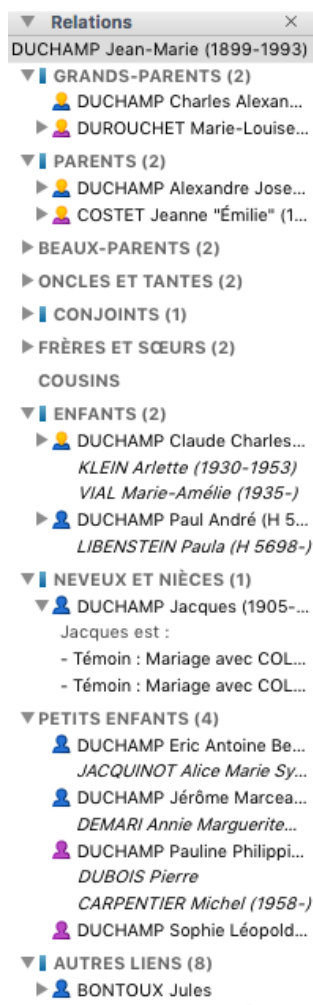 Relations
DUCHAMP Jean-Marie (1899-1993)
GRANDS-PARENTS (2)
DUCHAMP Charles Alexan...
DUROUCHET Marie-Louise...
PARENTS (2)
DUCHAMP Alexandre Jose...
COSTET Jeanne "Émilie" (1...
BEAUX-PARENTS (2)
ONCLES ET TANTES (2)
CONJOINTS (1)
FRÈRES ET SŒURS (2)
COUSINS
ENFANTS (2)
DUCHAMP Claude Charles...
KLEIN Arlette (1930-1953)
VIAL Marie-Amélie (1935-)
DUCHAMP Paul André (H 5...
LIBENSTEIN Paula (H 5698-)
NEVEUX ET NIÈCES (1)
DUCHAMP Jacques (1905-...
Jacques est :
- Témoin : Mariage avec COL...
- Témoin : Mariage avec COL...
PETITS ENFANTS (4)
DUCHAMP Eric Antoine Be...
JACQUINOT Alice Marie Sy...
DUCHAMP Jérôme Marcea...
DEMARI Annie Marguerite...
DUCHAMP Pauline Philippi...
DUBOIS Pierre
CARPENTIER Michel (1958-)
DUCHAMP Sophie Léopold...
AUTRES LIENS (8)
BONTOUX Jules